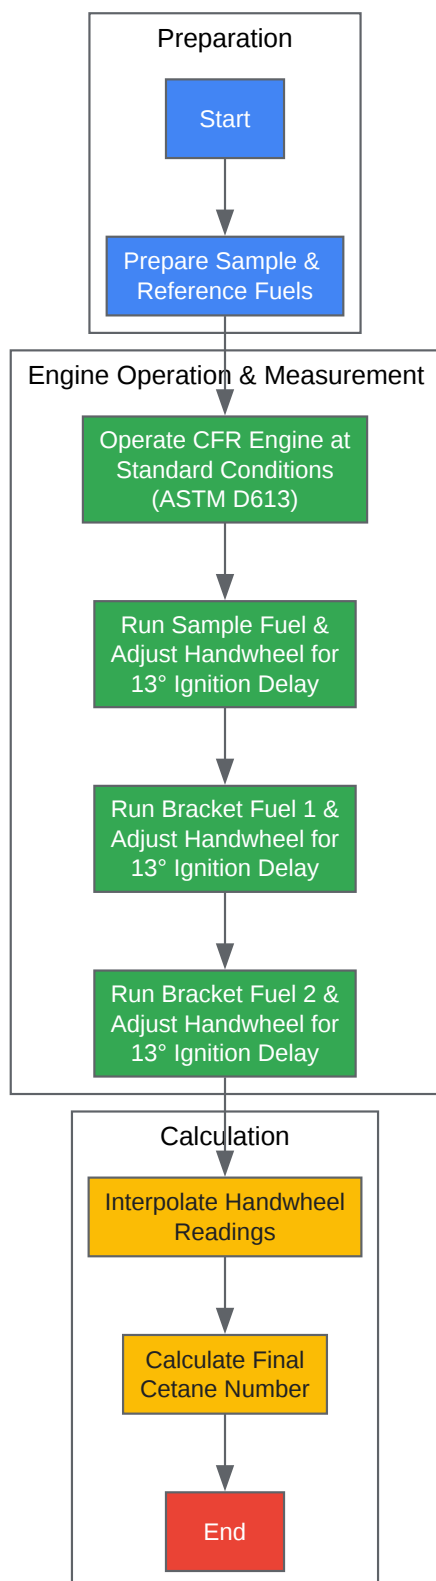 Preparation
Start
Prepare Sample &
Reference Fuels
Engine Operation & Measurement
Operate CFR Engine at
Standard Conditions
(ASTM D613)
Run Sample Fuel &
Adjust Handwheel for
13° Ignition Delay
Run Bracket Fuel 1 &
Adjust Handwheel for
13° Ignition Delay
Run Bracket Fuel 2 &
Adjust Handwheel for
13° Ignition Delay
Calculation
Interpolate Handwheel
Readings
Calculate Final
Cetane Number
End